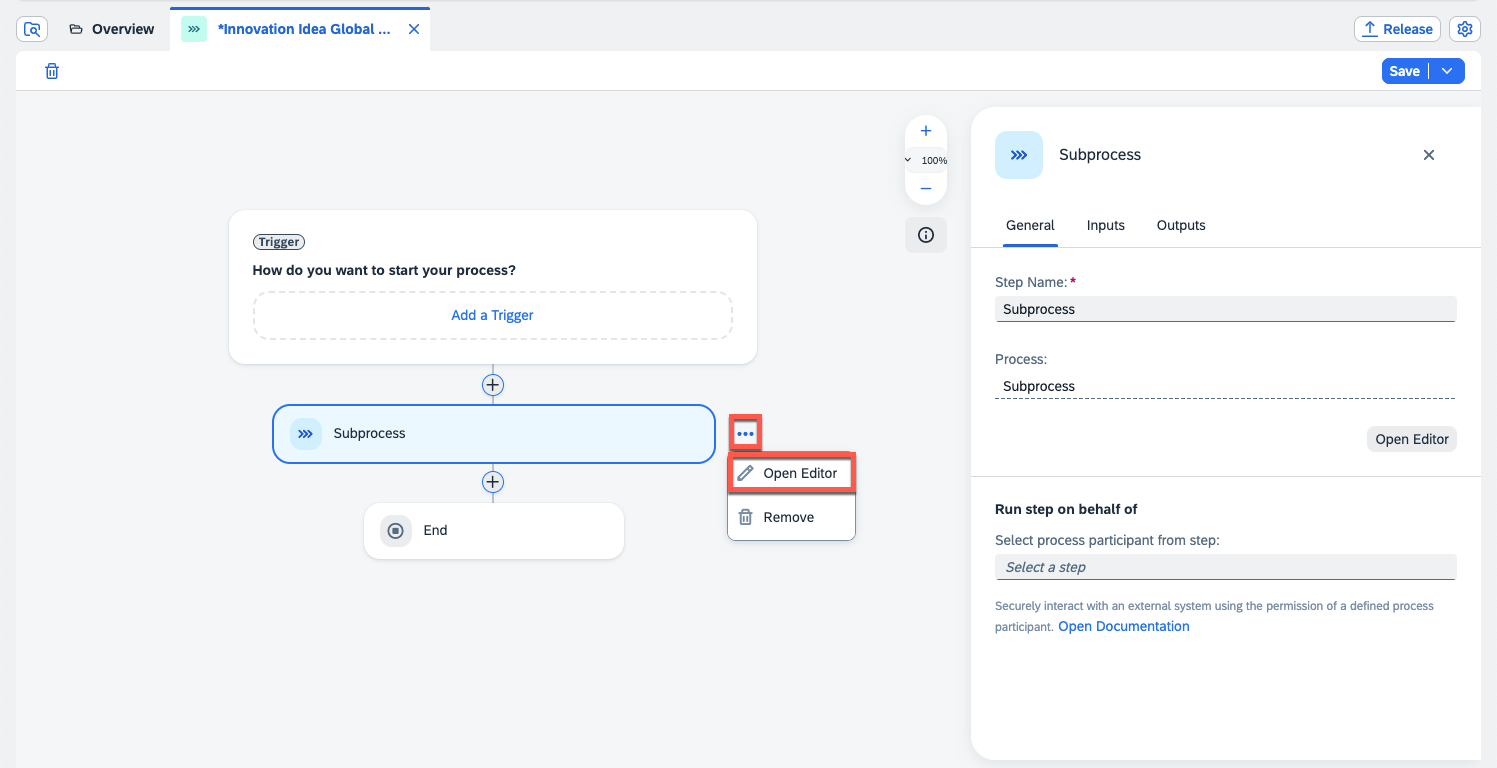 Overview
*Innovation Idea Global ...
Release
Save
100%
Trigger
How do you want to start your process?
Add a Trigger
Subprocess
Open Editor
Remove
End
Subprocess
General Inputs Outputs
Step Name:*
Subprocess
Process:
Subprocess
Open Editor
Run step on behalf of
Select process participant from step:
Select a step
Securely interact with an external system using the permission of a defined process
participant. Open Documentation